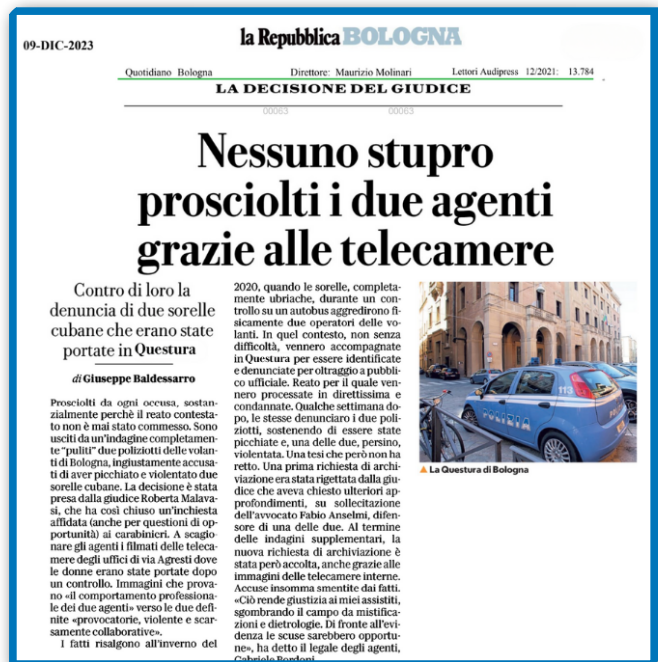 09-DIC-2023
la Repubblica BOLOGNA
Quotidiano Bologna Direttore: Maurizio Molinari Lettori Audipress 12/2021: 13.784
LA DECISIONE DEL GIUDICE
00063 00063
Nessuno stupro
prosciolti i due agenti
grazie alle telecamere
Contro di loro la
denuncia di due sorelle
cubane che erano state
portate in Questura
di Giuseppe Baldessarro
Prosciolti da ogni occusa, sostan-
zialmente perchè il reato contesta-
to non è mai stato commesso. Sono
usciti da un'indagine completamen-
te "puliti" due poliziotti delle volan-
ti di Bologna, ingiustamente accusa-
ti di aver picchiato e violentato due
sorelle cubane. La decisione è stata
presa dalla giudice Roberta Malava-
si, che ha così chiuso un'inchiesta
affidata (anche per questioni di op-
portunità) ai carabinieri. A scagio-
nare gli agenti i filmati delle teleca-
mere degli uffici di via Agresti dove
le donne erano state portate dopo
un controllo. Immagini che prova-
no «il comportamento professiona-
le dei due agenti» verso le due defi-
nite «provocatorie, violente e scar-
samente collaborative».
I fatti risalgono all'inverno del
2020, quando le sorelle, completa-
mente ubriache, durante un con-
trollo su un autobus aggredirono fi-
sicamente due operatori delle vo-
lanti. In quel contesto, non senza
difficoltà, vennero accompagnate
in Questura per essere identificate
e denunciate per oltraggio a pubbli-
co ufficiale. Reato per il quale ven-
nero processate in direttissima e
condannate. Qualche settimana do-
po, le stesse denunciaro i due poli-
ziotti, sostenendo di essere state
picchiate e, una delle due, persino,
violentata. Una tesi che però non ha
retto. Una prima richiesta di archi-
viazione era stata rigettata dalla giu-
dice che aveva chiesto ulteriori ap-
profondimenti, su sollecitazione
dell'avvocato Fabio Anselmi, difen-
sore di una delle due. Al termine
delle indagini supplementari, la
nuova richiesta di archiviazione è
stata però accolta, anche grazie alle
immagini delle telecamere interne.
Accuse insomma smentite dai fatti.
«Ciò rende giustizia ai miei assistiti,
sgombrando il campo da mistifica-
zioni e dietrologie. Di fronte all'evi-
denza le scuse sarebbero opportu-
ne», ha detto il legale degli agenti,
Gabriele Bordoni.
113
POLIZIA
▲ La Questura di Bologna